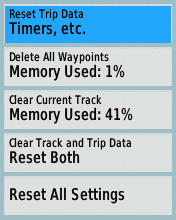 Reset Trip Data
Timers, etc.
Delete All Waypoints
Memory Used: 1%
Clear Current Track
Memory Used: 41%
Clear Track and Trip Data
Reset Both
Reset All Settings